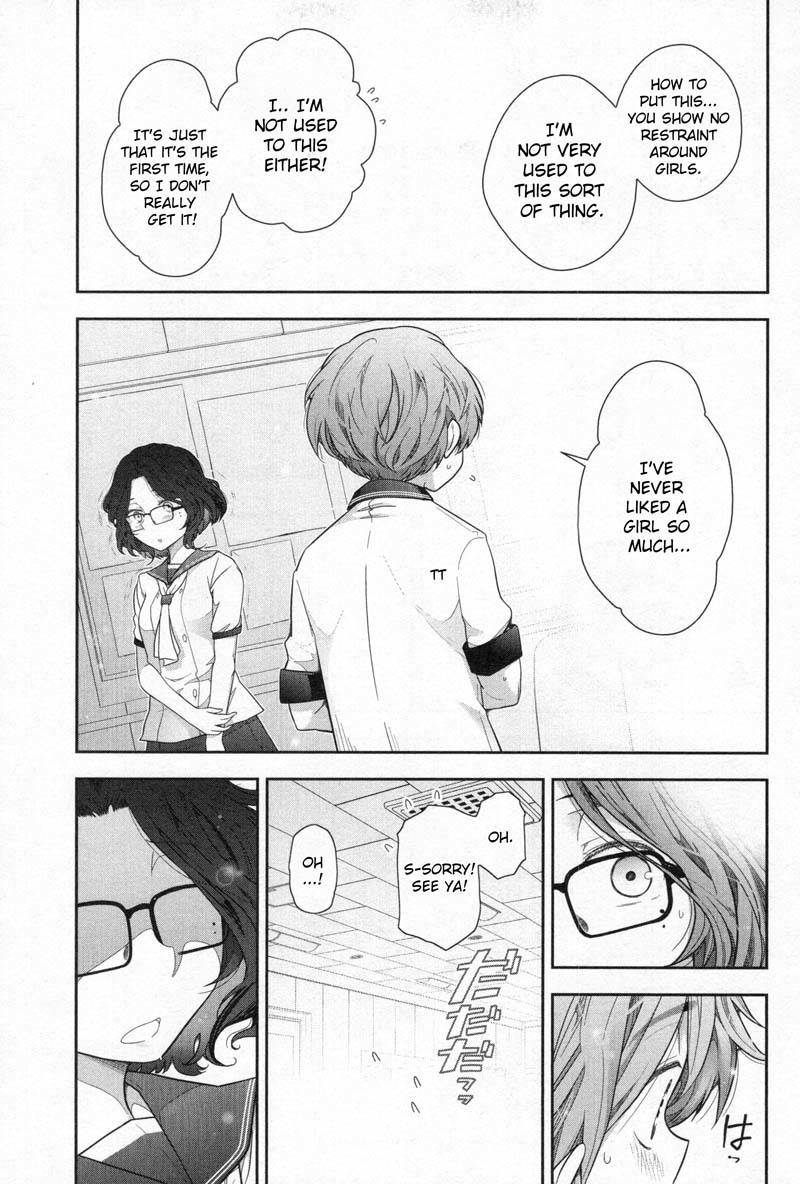 HOW TO
PUT THIS...
YOU SHOW NO
RESTRAINT
AROUND
GIRLS.
I'M
NOT VERY
USED TO
THIS SORT
OF THING.
I.. I'M
NOT USED
TO THIS
EITHER!
IT'S JUST
THAT IT'S THE
FIRST TIME,
SO I DON'T
REALLY
GET IT!
I'VE
NEVER
LIKED A
GIRL SO
MUCH...
TT
はっ
OH.
S-SORRY!
SEE YA!
だだだっっ
OH
...!